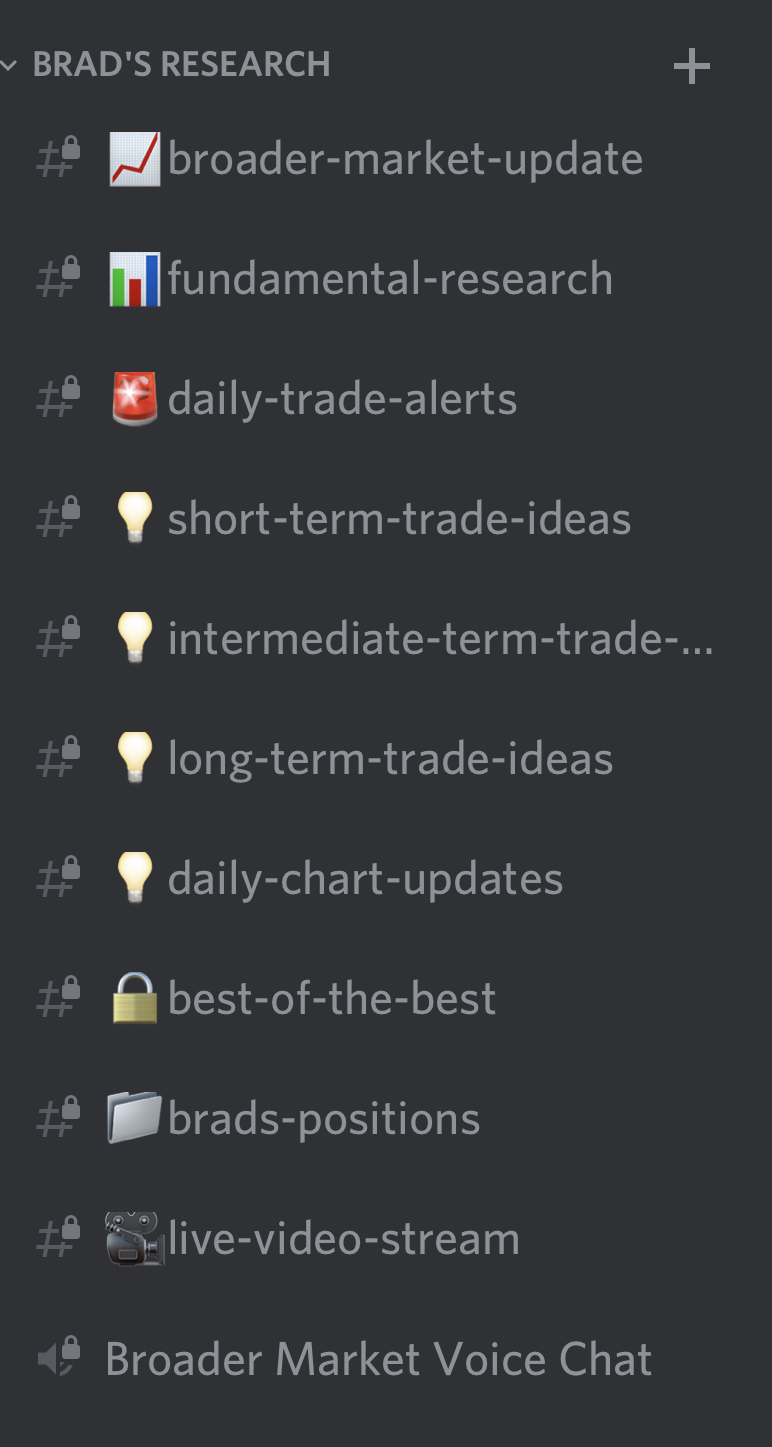 BRAD'S RESEARCH
broader-market-update
fundamental-research
daily-trade-alerts
short-term-trade-ideas
intermediate-term-trade-...
long-term-trade-ideas
daily-chart-updates
best-of-the-best
brads-positions
live-video-stream
Broader Market Voice Chat